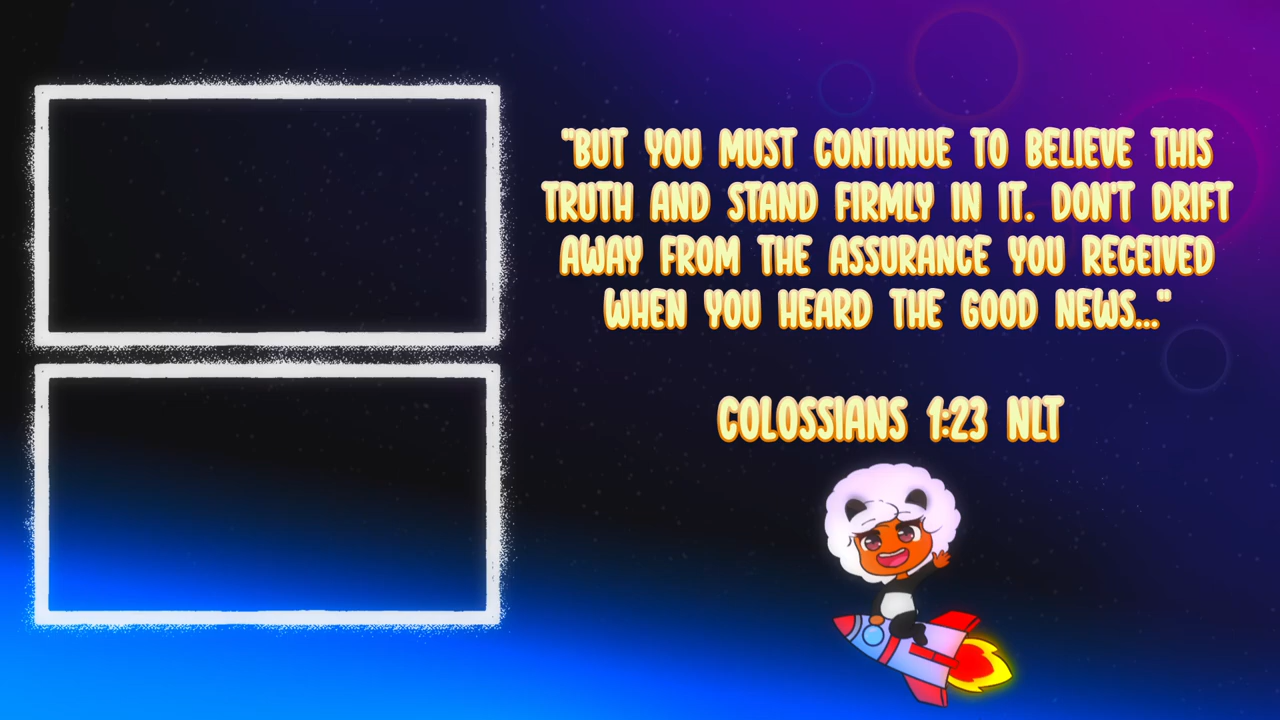 "BUT YOU MUST CONTINUE TO BELIEVE THIS
TRUTH AND STAND FIRMLY IN IT. DON'T DRIFT
AWAY FROM THE ASSURANCE YOU RECEIVED
WHEN YOU HEARD THE GOOD NEWS..."
COLOSSIANS 1:23 NLT